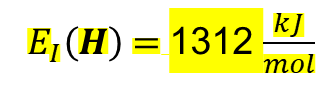 E_I(H) = 1312 kJ/mol